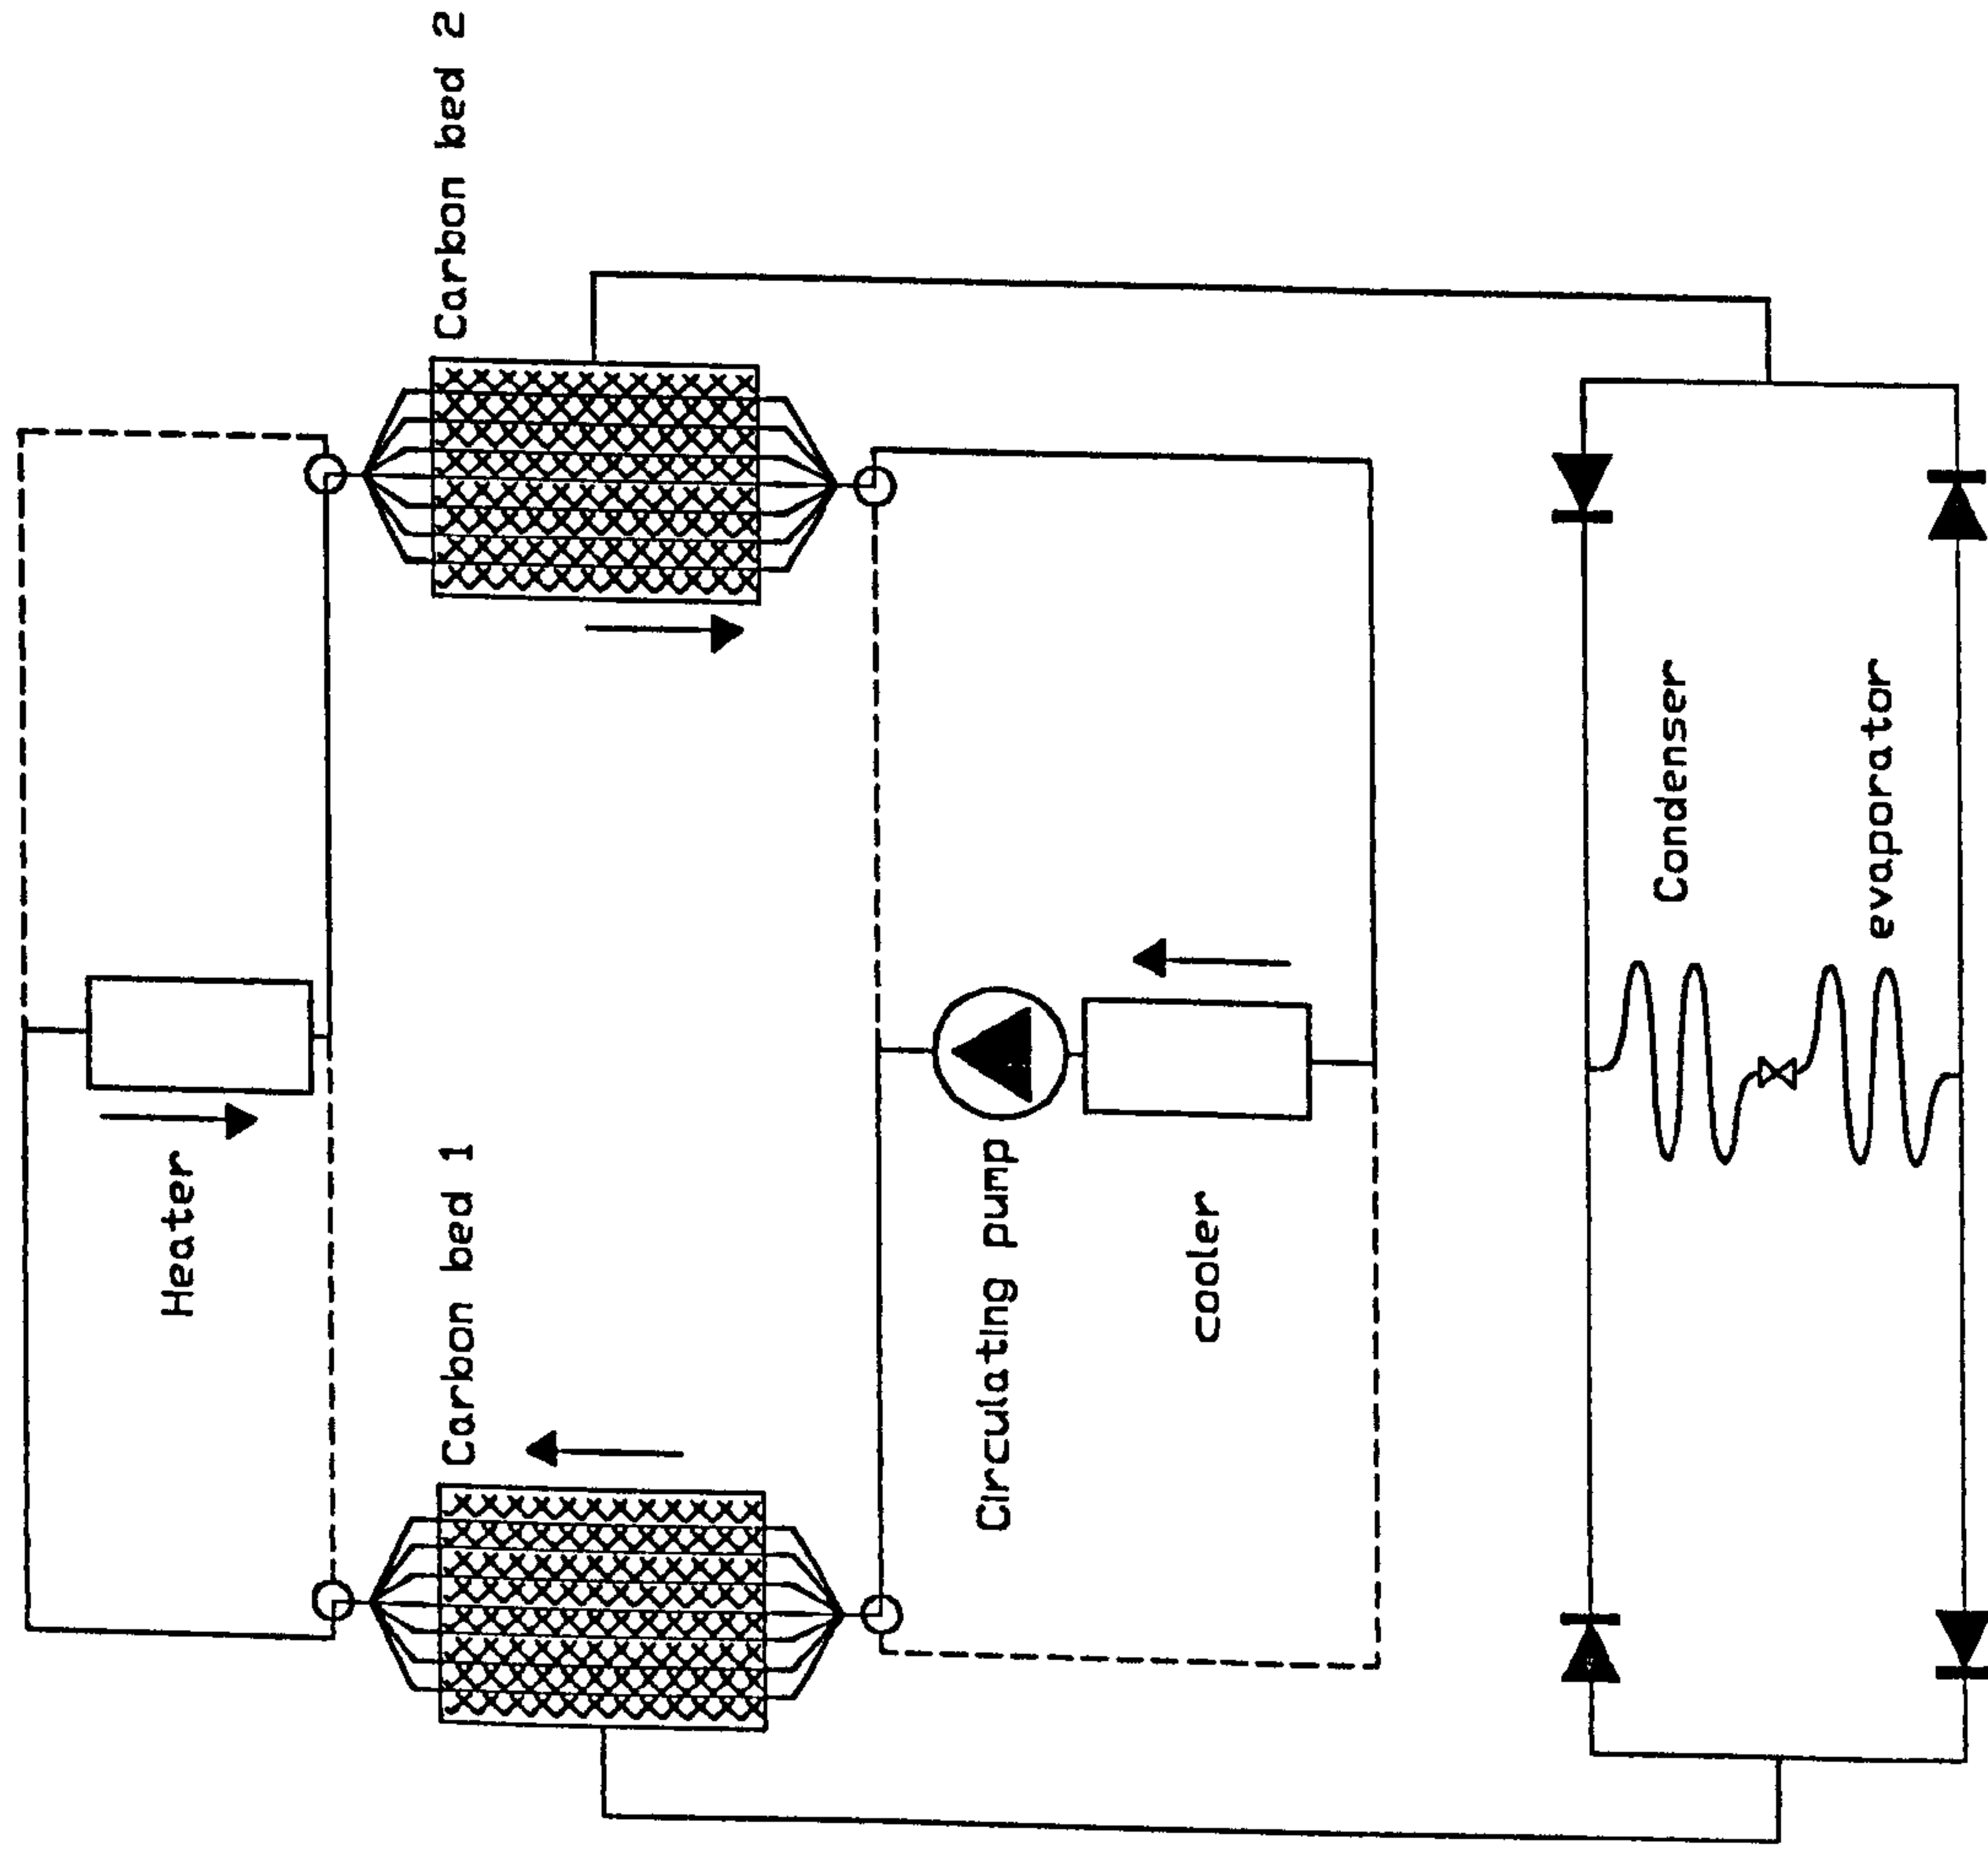 Heater
Carbon bed 1
Carbon bed 2
Circulating pump
cooler
Condenser
evaporator